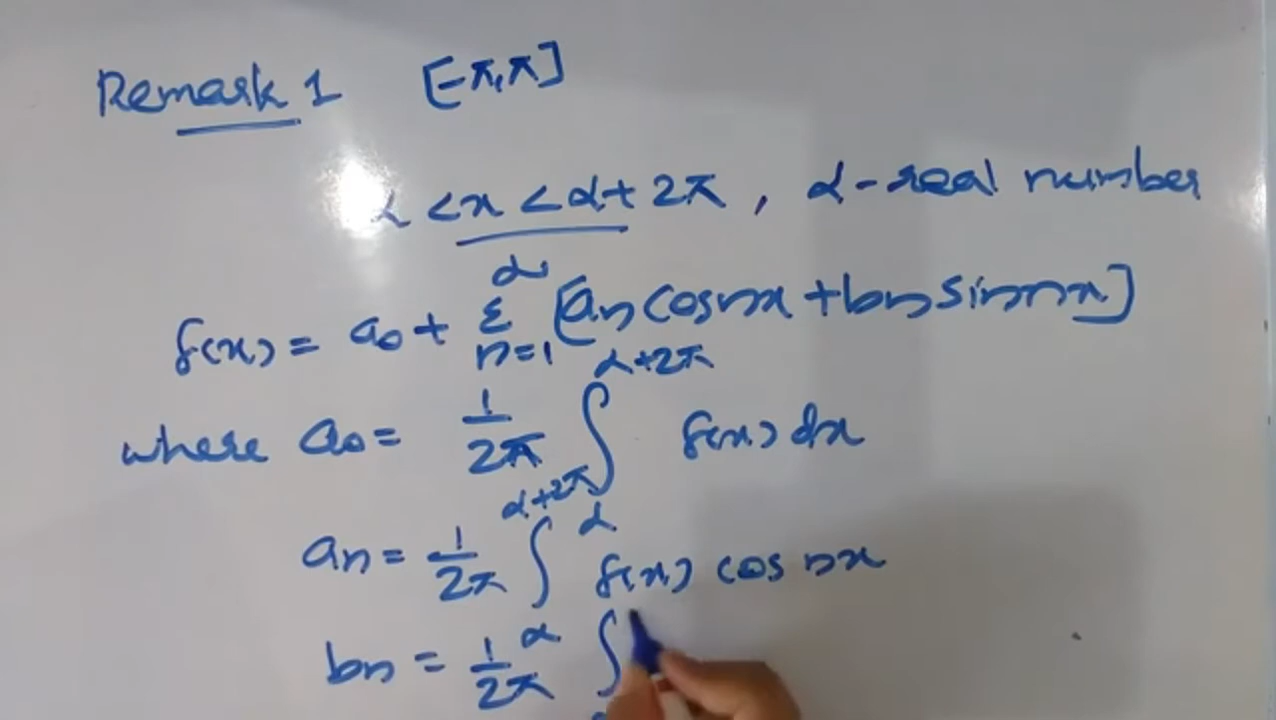 Remark 1 [-π,π]
α < x < α + 2π , α - real number
f(x) = a₀ + Σ_{n=1}^{∞} [aₙ cos nx + bₙ sin nx]
where a₀ = 1/2π ∫_{α}^{α+2π} f(x) dx
aₙ = 1/2π ∫_{α}^{α+2π} f(x) cos nx
bₙ = 1/2π ∫